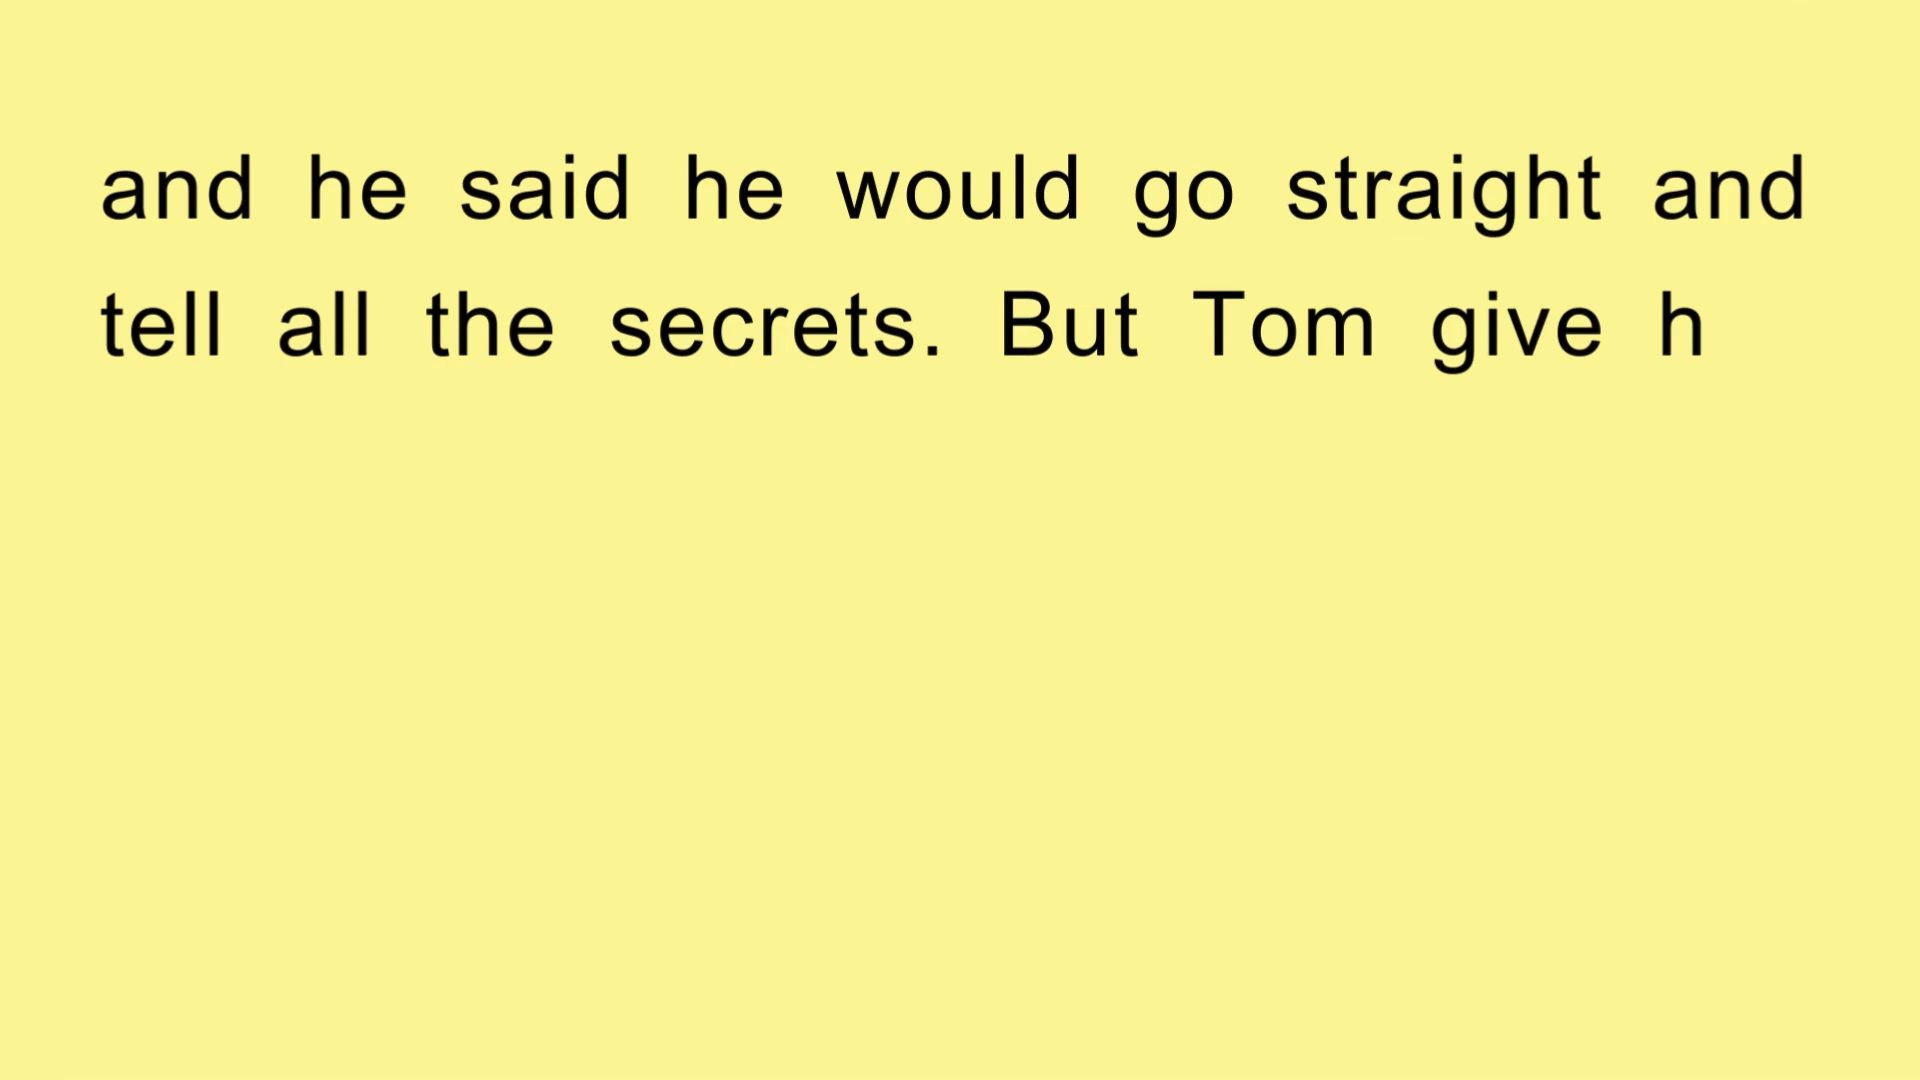 and he said he would go straight and
tell all the secrets. But Tom give h